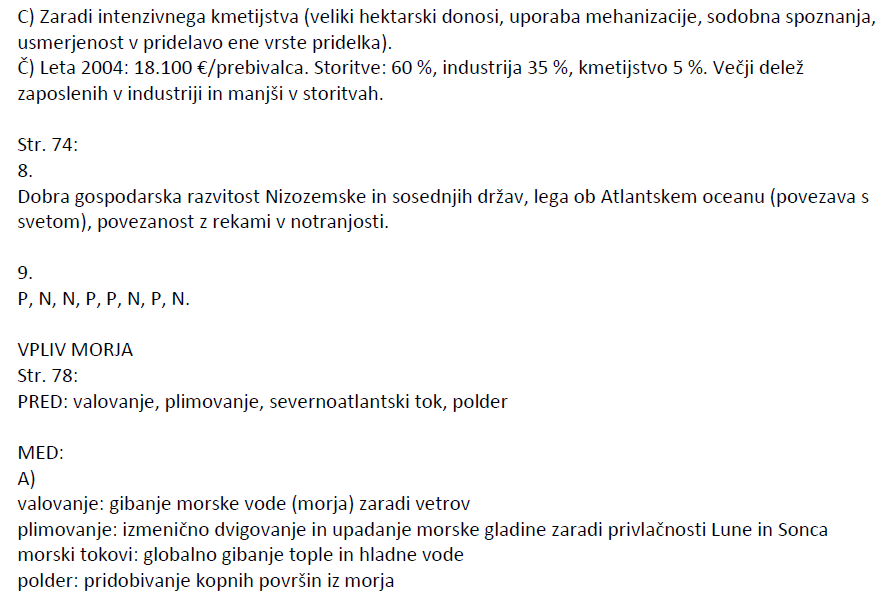 C) Zaradi intenzivnega kmetijstva (veliki hektarski donosi, uporaba mehanizacije, sodobna spoznanja,
usmerjenost v pridelavo ene vrste pridelka).
Č) Leta 2004: 18.100 €/prebivalca. Storitve: 60 %, industrija 35 %, kmetijstvo 5 %. Večji delež
zaposlenih v industriji in manjši v storitvah.
Str. 74:
8.
Dobra gospodarska razvitost Nizozemske in sosednjih držav, lega ob Atlantskem oceanu (povezava s
svetom), povezanost z rekami v notranjosti.
9.
P, N, N, P, P, N, P, N.
VPLIV MORJA
Str. 78:
PRED: valovanje, plimovanje, severnoatlantski tok, polder
MED:
A)
valovanje: gibanje morske vode (morja) zaradi vetrov
plimovanje: izmenično dvigovanje in upadanje morske gladine zaradi privlačnosti Lune in Sonca
morski tokovi: globalno gibanje tople in hladne vode
polder: pridobivanje kopnih površin iz morja